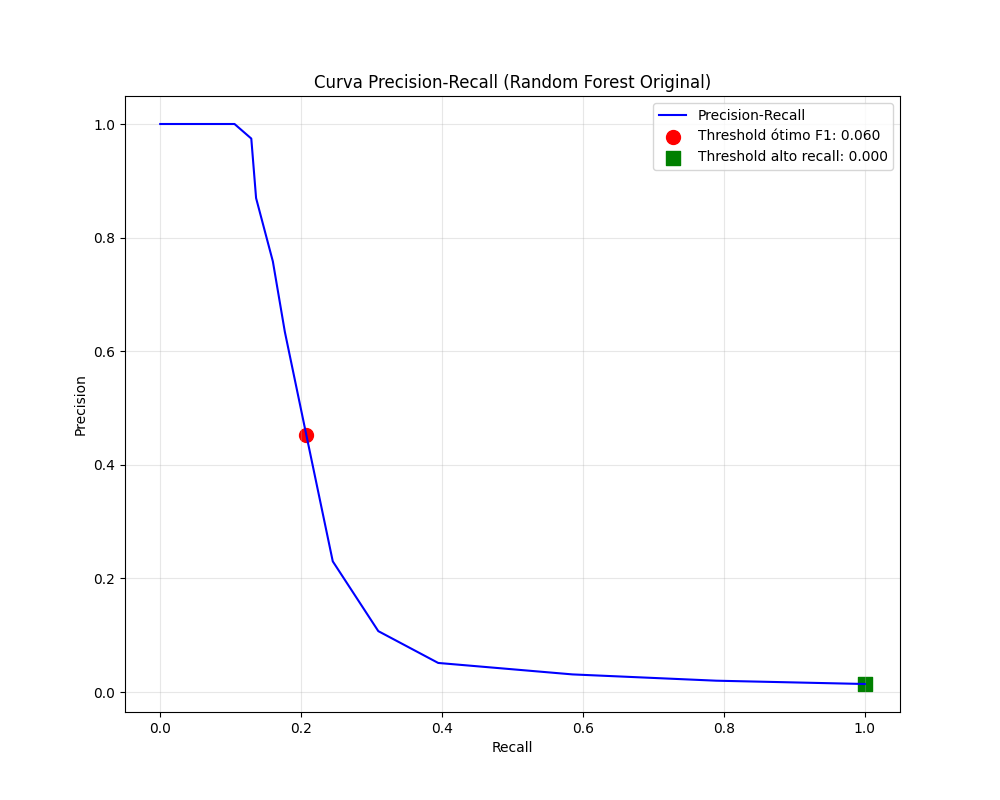 Curva Precision-Recall (Random Forest Original)
Precision-Recall
Threshold ótimo F1: 0.060
Threshold alto recall: 0.000
1.0
0.8
0.6
0.4
0.2
0.0
Precision
0.0 0.2 0.4 0.6 0.8 1.0
Recall